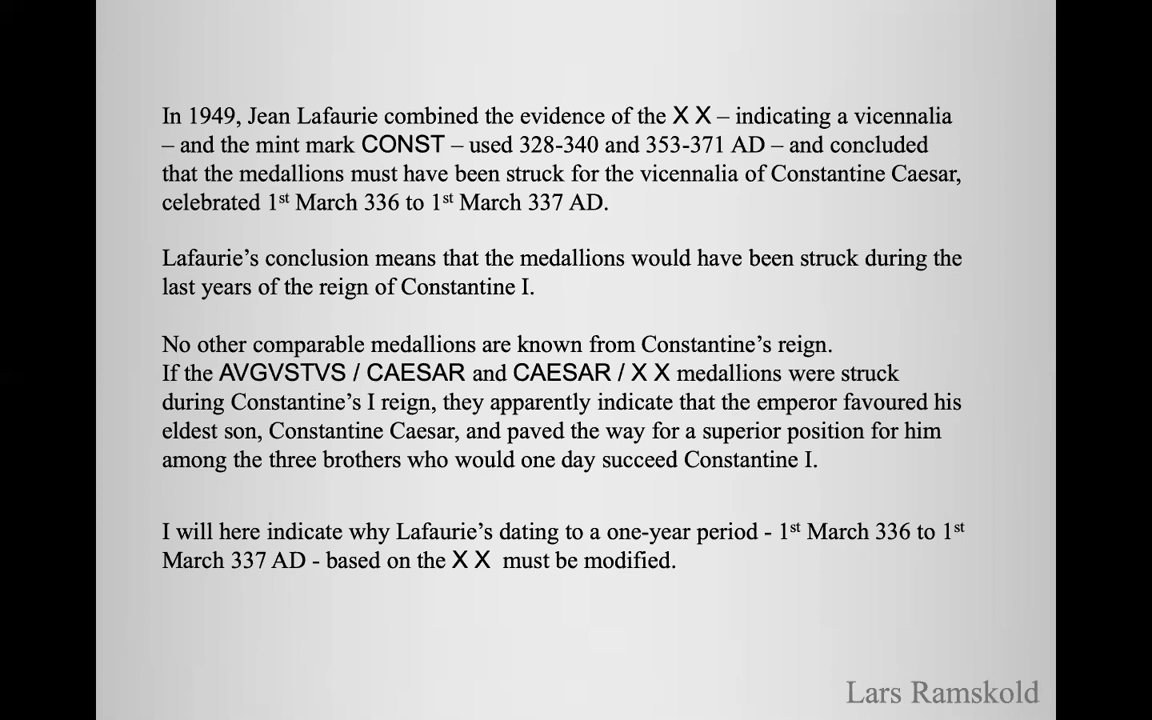 In 1949, Jean Lafaurie combined the evidence of the X X – indicating a vicennalia
– and the mint mark CONST – used 328-340 and 353-371 AD – and concluded
that the medallions must have been struck for the vicennalia of Constantine Caesar,
celebrated 1st March 336 to 1st March 337 AD.
Lafaurie’s conclusion means that the medallions would have been struck during the
last years of the reign of Constantine I.
No other comparable medallions are known from Constantine’s reign.
If the AVGVSTVS / CAESAR and CAESAR / X X medallions were struck
during Constantine’s I reign, they apparently indicate that the emperor favoured his
eldest son, Constantine Caesar, and paved the way for a superior position for him
among the three brothers who would one day succeed Constantine I.
I will here indicate why Lafaurie’s dating to a one-year period - 1st March 336 to 1st
March 337 AD - based on the X X must be modified.
Lars Ramskold